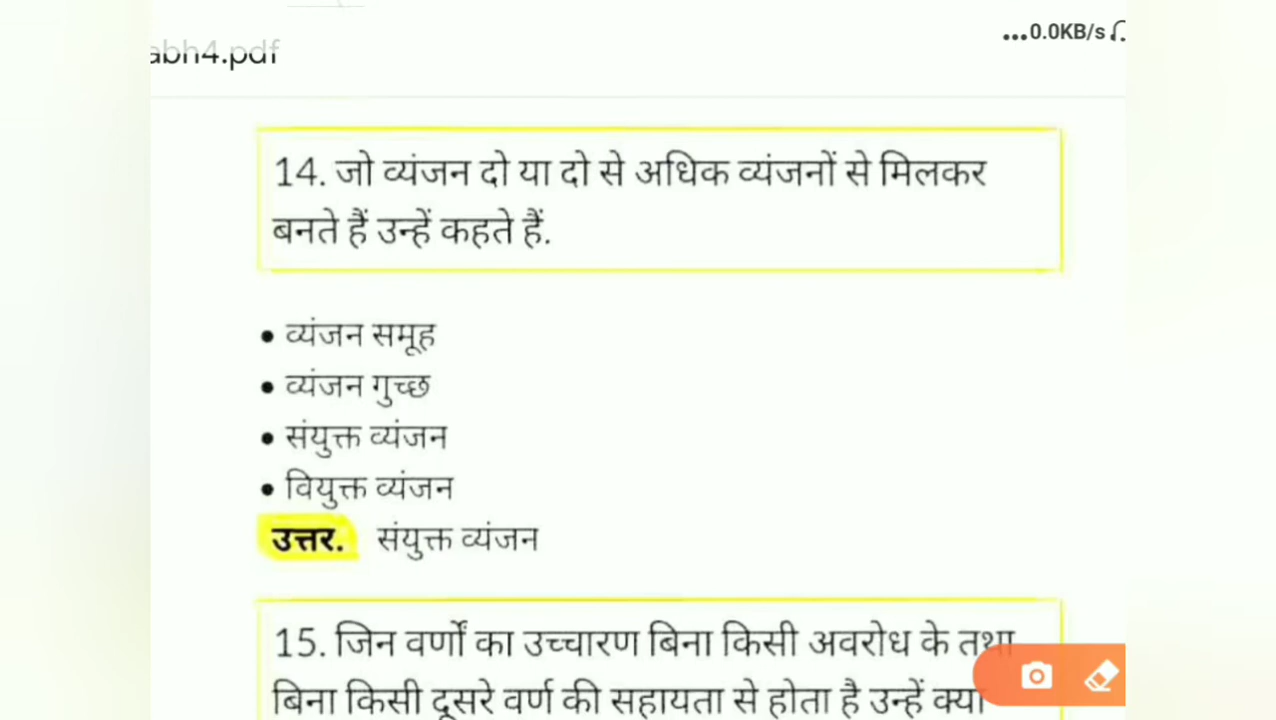 ...0.0KB/s
abh4.pdf
14. जो व्यंजन दो या दो से अधिक व्यंजनों से मिलकर
बनते हैं उन्हें कहते हैं.
• व्यंजन समूह
• व्यंजन गुच्छ
• संयुक्त व्यंजन
• वियुक्त व्यंजन
उत्तर. संयुक्त व्यंजन
15. जिन वर्णों का उच्चारण बिना किसी अवरोध के तथा
बिना किसी दूसरे वर्ण की सहायता से होता है उन्हें क्या